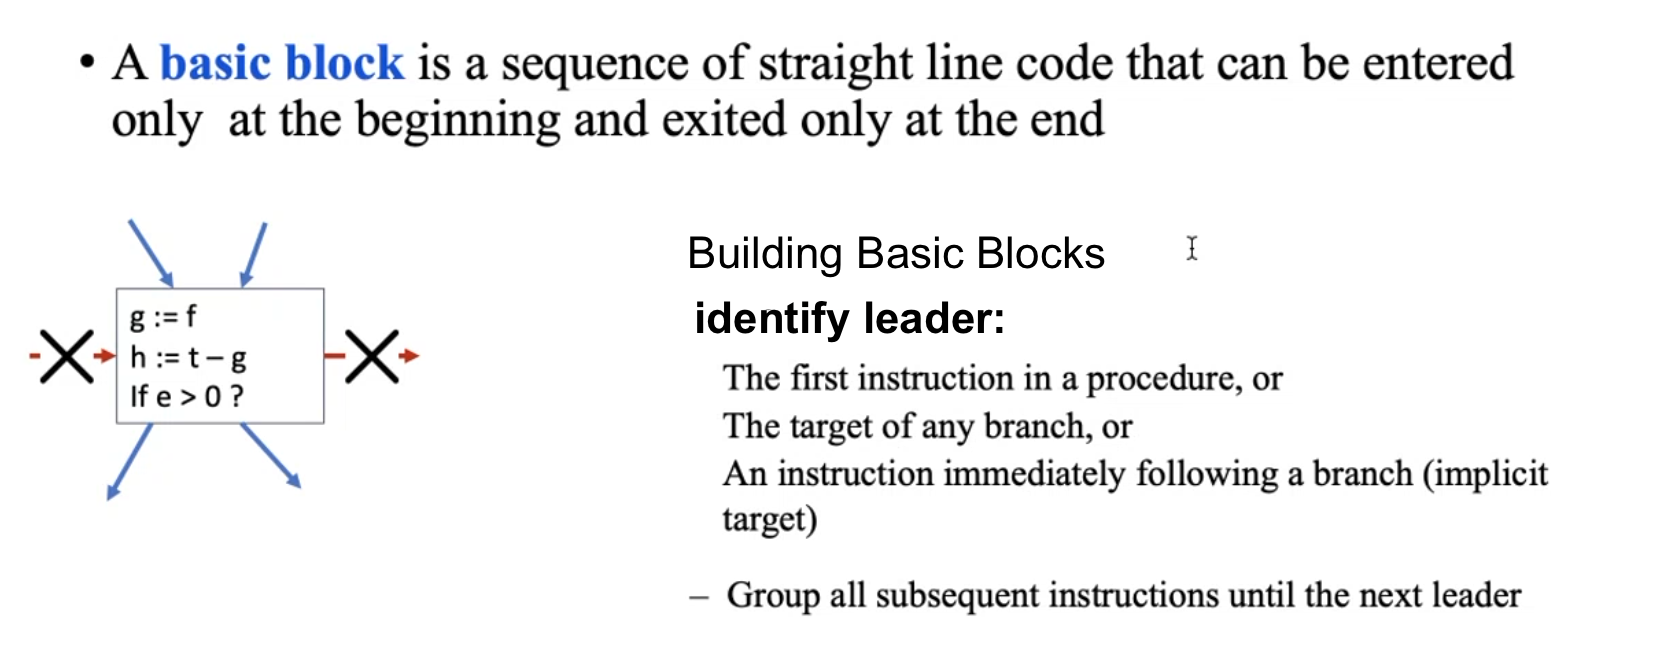 • A basic block is a sequence of straight line code that can be entered
only at the beginning and exited only at the end
g := f
h := t – g
If e > 0 ?
Building Basic Blocks
identify leader:
The first instruction in a procedure, or
The target of any branch, or
An instruction immediately following a branch (implicit
target)
– Group all subsequent instructions until the next leader